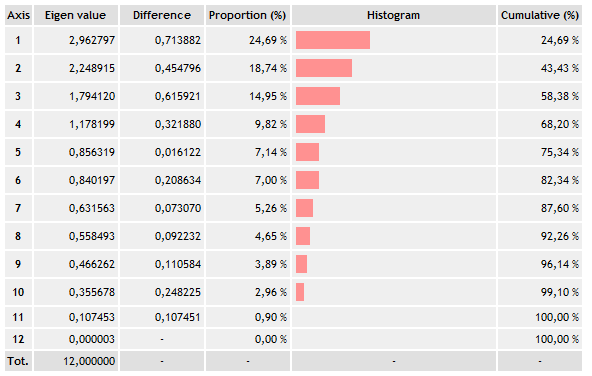 Axis Eigen value Difference Proportion (%) Histogram Cumulative (%)
1 2,962797 0,713882 24,69 % 24,69 %
2 2,248915 0,454796 18,74 % 43,43 %
3 1,794120 0,615921 14,95 % 58,38 %
4 1,178199 0,321880 9,82 % 68,20 %
5 0,856319 0,016122 7,14 % 75,34 %
6 0,840197 0,208634 7,00 % 82,34 %
7 0,631563 0,073070 5,26 % 87,60 %
8 0,558493 0,092232 4,65 % 92,26 %
9 0,466262 0,110584 3,89 % 96,14 %
10 0,355678 0,248225 2,96 % 99,10 %
11 0,107453 0,107451 0,90 % 100,00 %
12 0,000003 - 0,00 % 100,00 %
Tot. 12,000000 - - - -